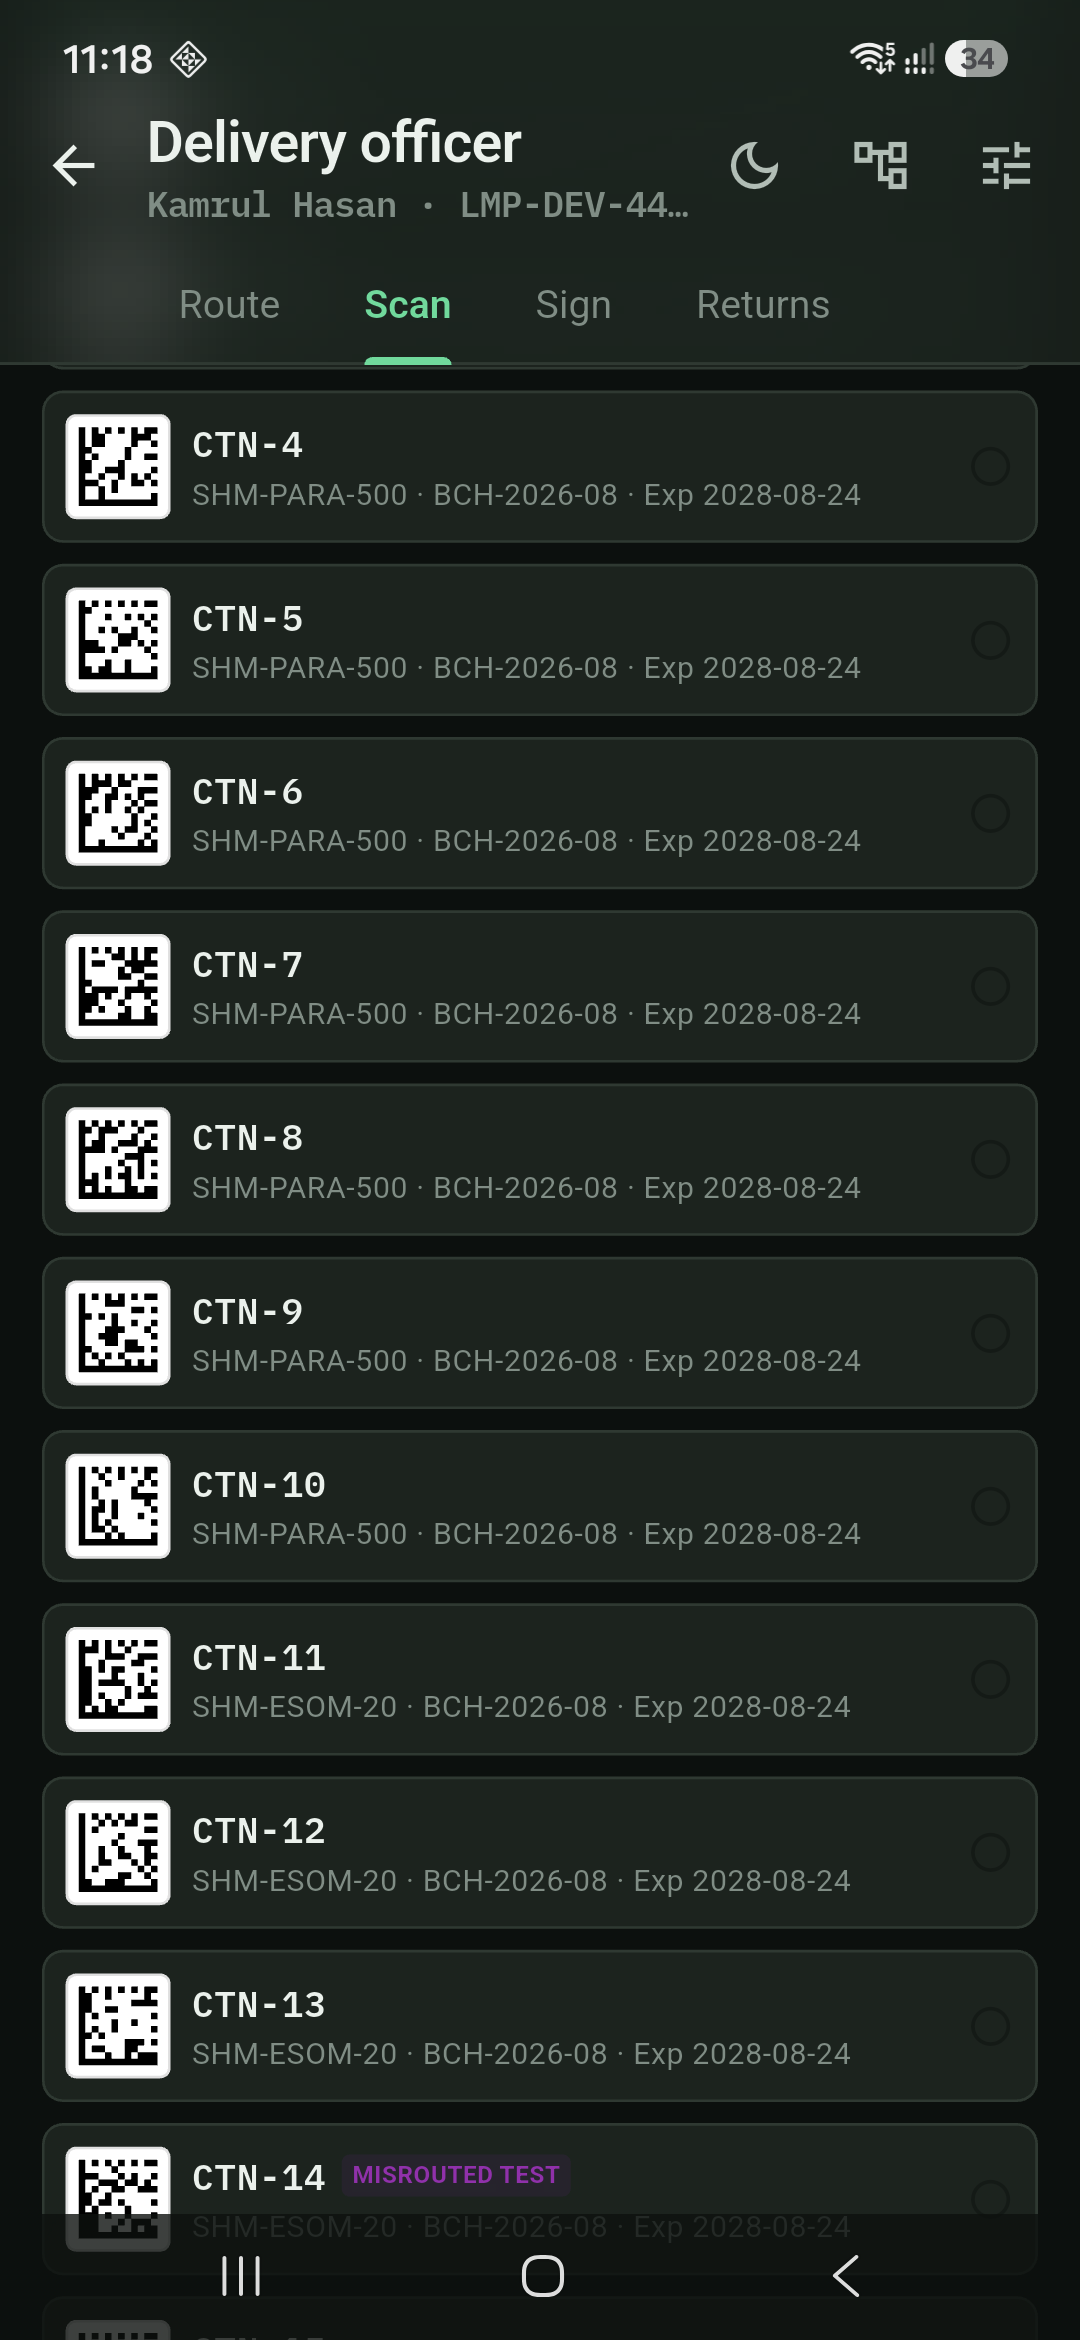 11:18
5
34
Delivery officer
Kamrul Hasan · LMP-DEV-44…
Route
Scan
Sign
Returns
CTN-4
SHM-PARA-500 · BCH-2026-08 · Exp 2028-08-24
CTN-5
SHM-PARA-500 · BCH-2026-08 · Exp 2028-08-24
CTN-6
SHM-PARA-500 · BCH-2026-08 · Exp 2028-08-24
CTN-7
SHM-PARA-500 · BCH-2026-08 · Exp 2028-08-24
CTN-8
SHM-PARA-500 · BCH-2026-08 · Exp 2028-08-24
CTN-9
SHM-PARA-500 · BCH-2026-08 · Exp 2028-08-24
CTN-10
SHM-PARA-500 · BCH-2026-08 · Exp 2028-08-24
CTN-11
SHM-ESOM-20 · BCH-2026-08 · Exp 2028-08-24
CTN-12
SHM-ESOM-20 · BCH-2026-08 · Exp 2028-08-24
CTN-13
SHM-ESOM-20 · BCH-2026-08 · Exp 2028-08-24
CTN-14 MISROUTED TEST
SHM-ESOM-20 · BCH-2026-08 · Exp 2028-08-24